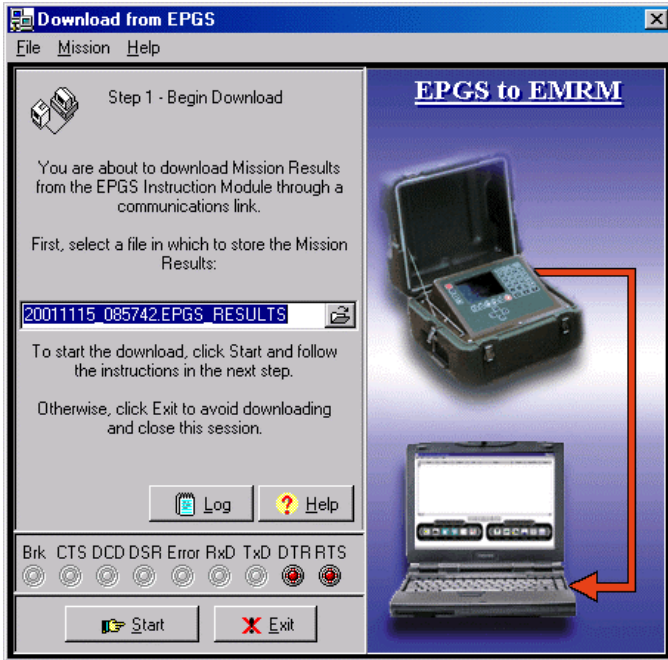 Download from EPGS
File Mission Help
Step 1 - Begin Download
You are about to download Mission Results
from the EPGS Instruction Module through a
communications link.
First, select a file in which to store the Mission
Results:
20011115_085742.EPGS_RESULTS
To start the download, click Start and follow
the instructions in the next step.
Otherwise, click Exit to avoid downloading
and close this session.
Log Help
Brk CTS DCD DSR Error RxD TxD DTR RTS
Start Exit
EPGS to EMRM